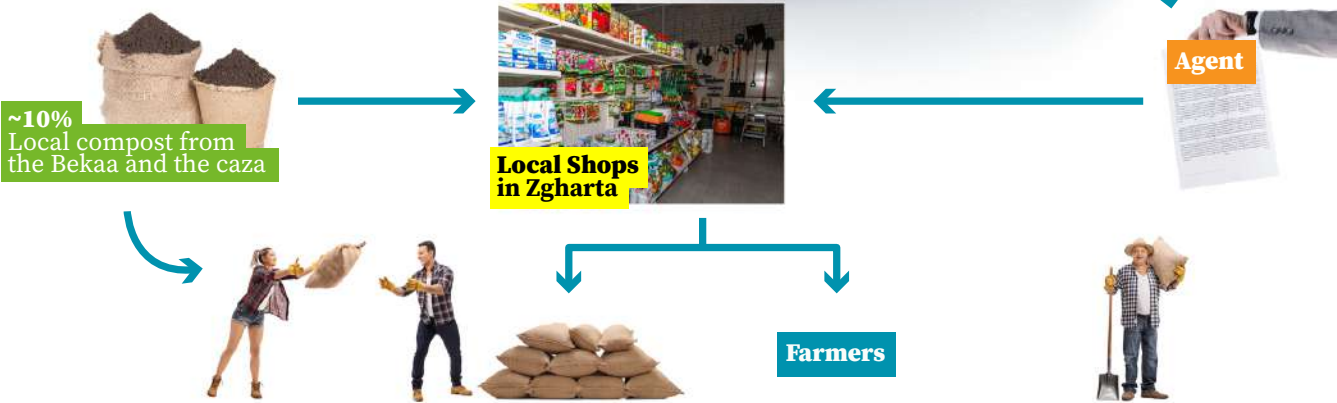 ~10%
Local compost from
the Bekaa and the caza
Local Shops
in Zgharta
Agent
Farmers